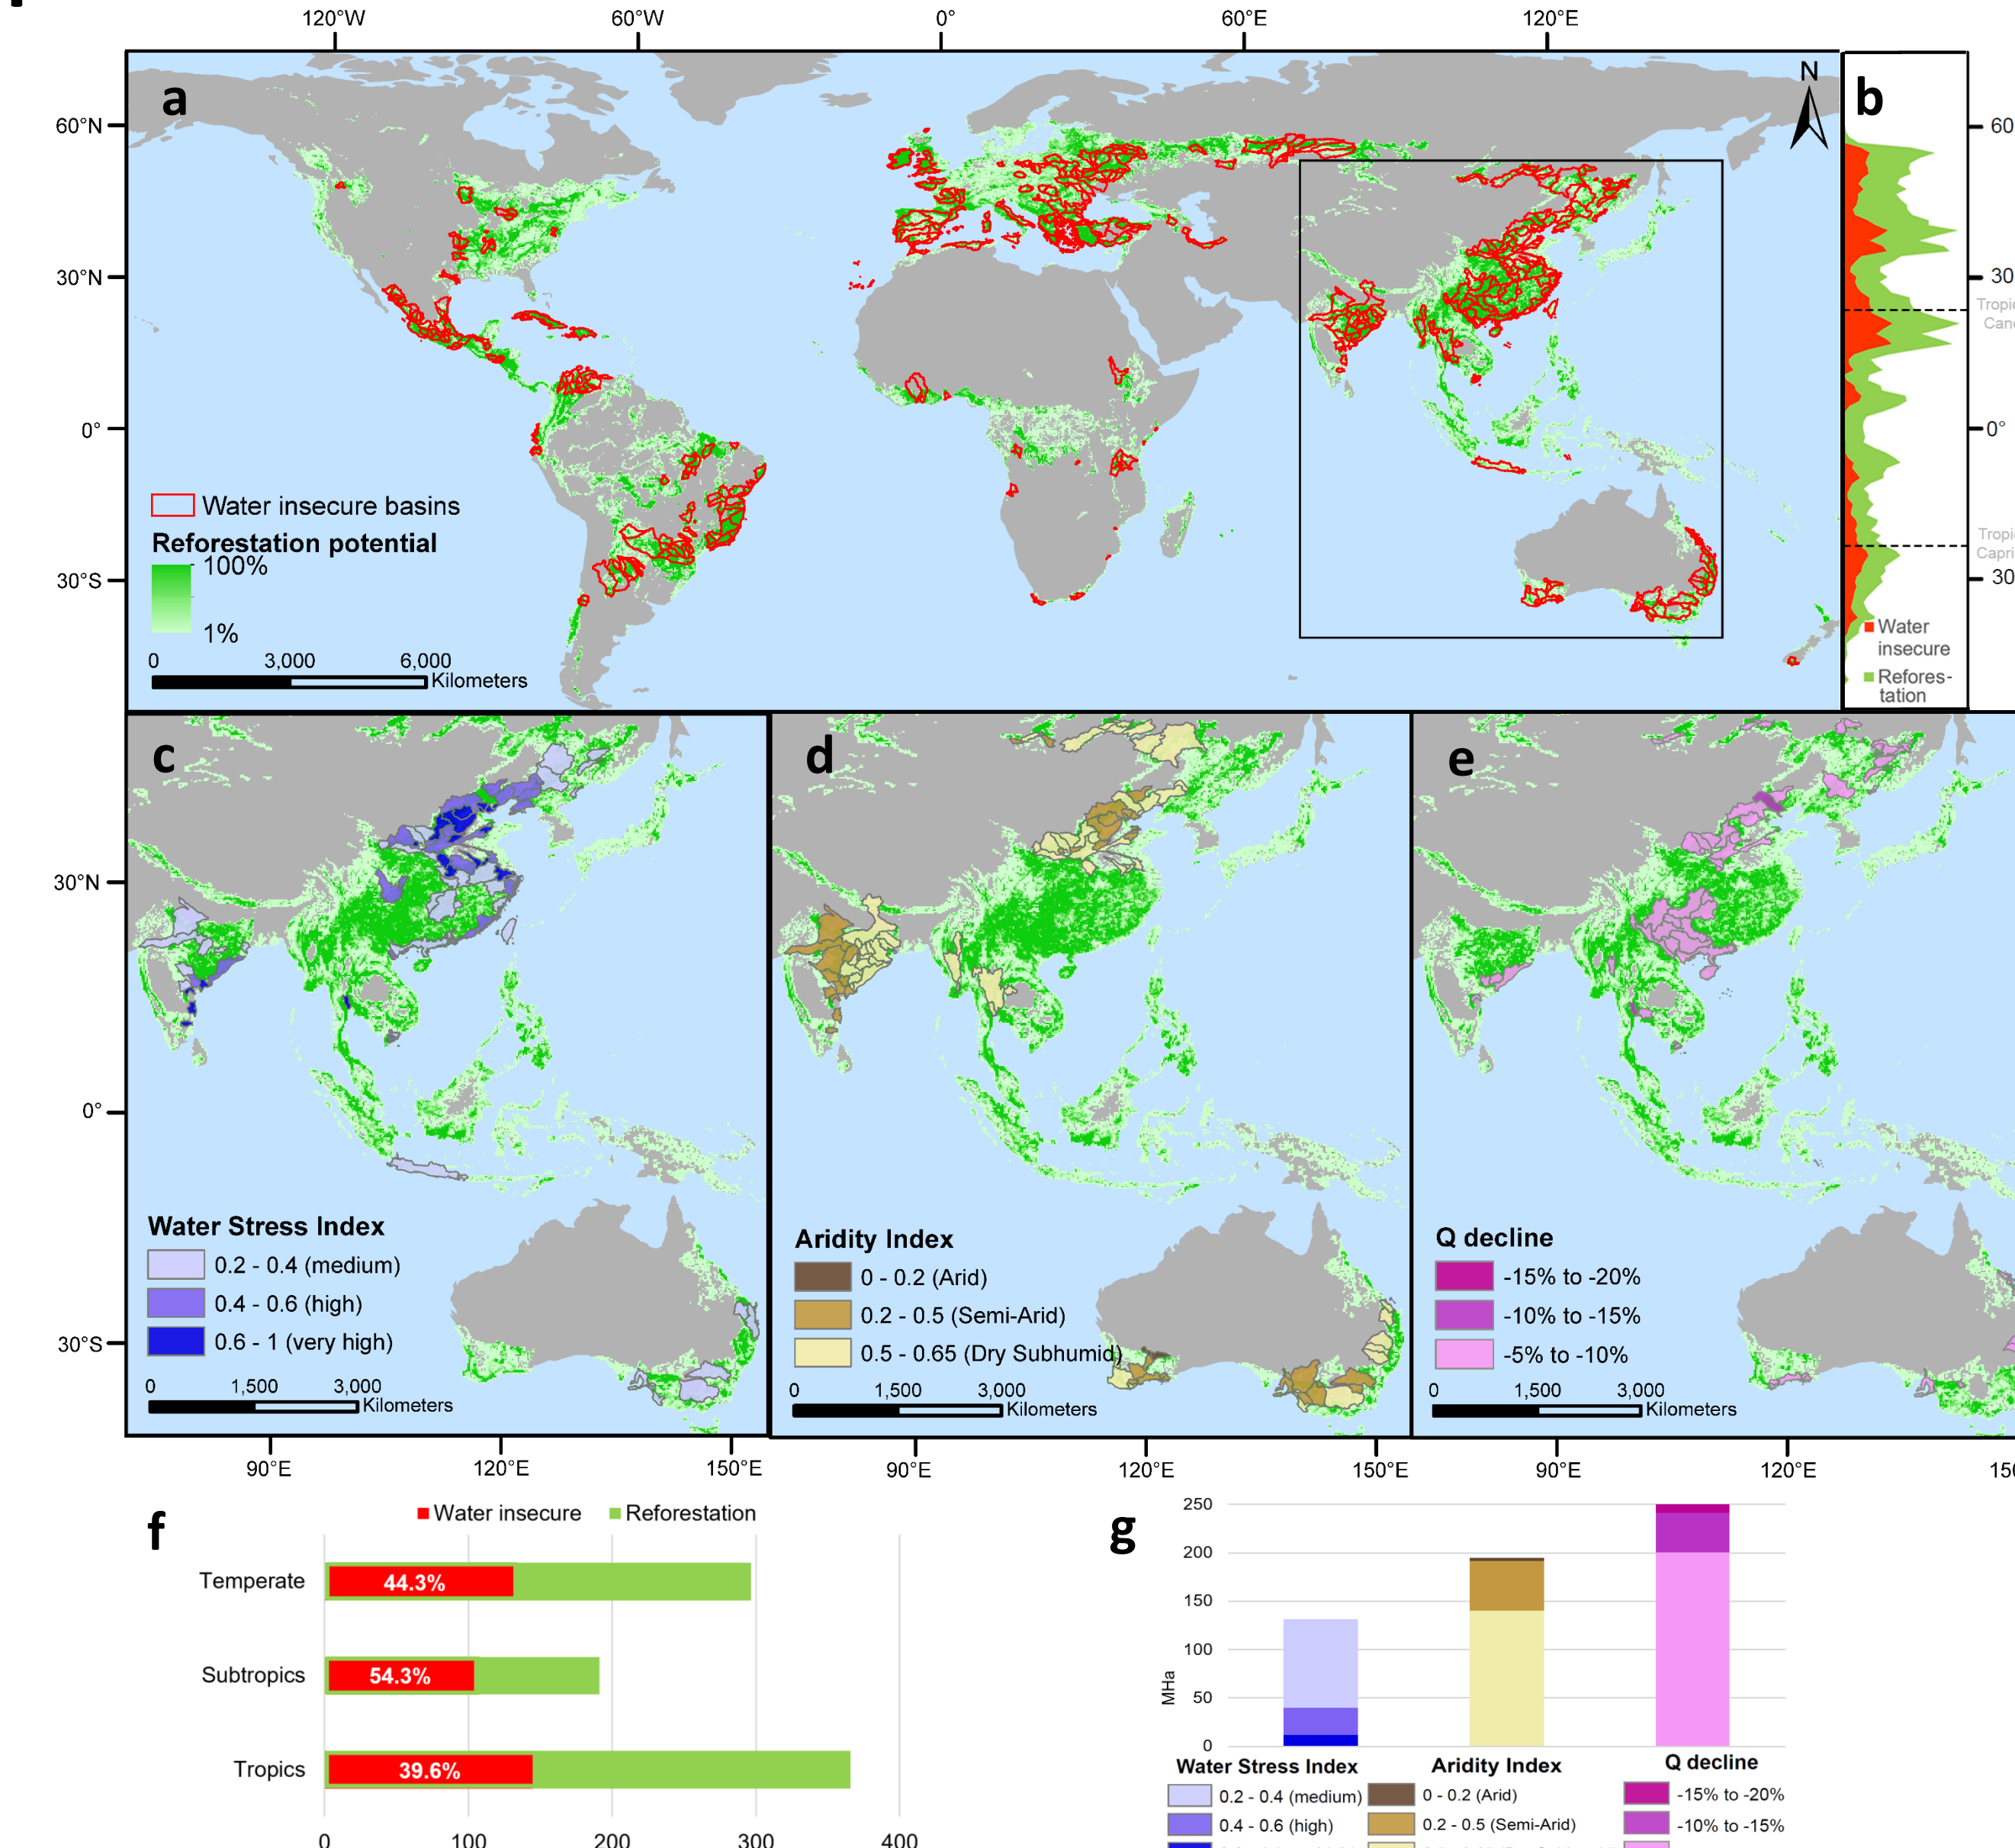 120°W 60°W 0° 60°E 120°E
a
N
b
60°N
30°N
0°
30°S
60
30
0°
30
Water insecure basins
Reforestation potential
100%
1%
0 3,000 6,000
Kilometers
Water
insecure
Refores-
tation
c
30°N
0°
30°S
Water Stress Index
0.2 - 0.4 (medium)
0.4 - 0.6 (high)
0.6 - 1 (very high)
0 1,500 3,000
Kilometers
90°E 120°E 150°E
d
Aridity Index
0 - 0.2 (Arid)
0.2 - 0.5 (Semi-Arid)
0.5 - 0.65 (Dry Subhumid)
0 1,500 3,000
Kilometers
90°E 120°E 150°E
e
Q decline
-15% to -20%
-10% to -15%
-5% to -10%
0 1,500 3,000
Kilometers
90°E 120°E
f
Water insecure Reforestation
Temperate 44.3%
Subtropics 54.3%
Tropics 39.6%
0 100 200 300 400
g
250
200
150
100
50
0
MHa
Water Stress Index
0.2 - 0.4 (medium)
0.4 - 0.6 (high)
Aridity Index
0 - 0.2 (Arid)
0.2 - 0.5 (Semi-Arid)
Q decline
-15% to -20%
-10% to -15%